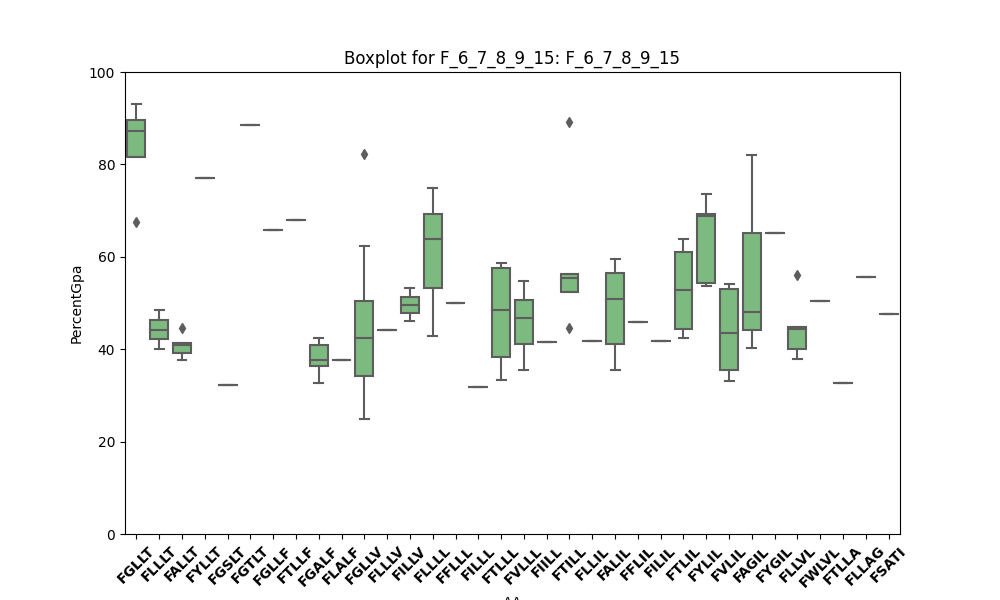 Boxplot for F_6_7_8_9_15: F_6_7_8_9_15
100
80
60
40
20
0
PercentGpa
FGLLT FLLLT FALLT FYLLT FGSLT FGTLT FGLLF FTLLF FGALF FLALF FGLLV FLLLV FILLV FLLLL FFLLL FILLL FTLLL FVLLL FIILL FTILL FLLIL FALIL FFLIL FILIL FTLIL FYLIL FVLIL FAGIL FYGIL FLLVL FWLVL FTLLA FLLAG FSATI